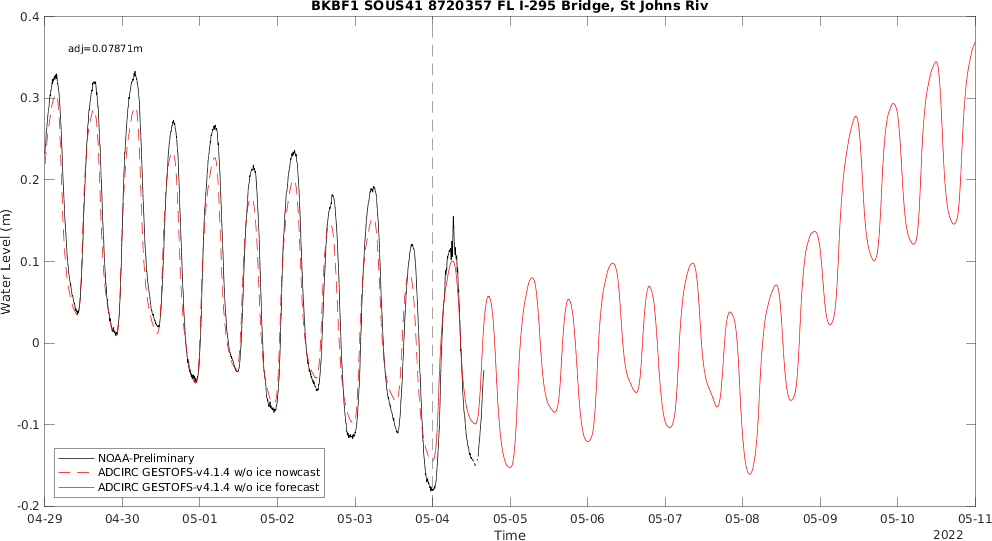 BKBF1 SOUS41 8720357 FL I-295 Bridge, St Johns Riv
adj=0.07871m
Water Level (m)
0.4
0.3
0.2
0.1
0
-0.1
-0.2
NOAA-Preliminary
ADCIRC GESTOFS-v4.1.4 w/o ice nowcast
ADCIRC GESTOFS-v4.1.4 w/o ice forecast
04-29 04-30 05-01 05-02 05-03 05-04 05-05 05-06 05-07 05-08 05-09 05-10 05-11
Time
2022